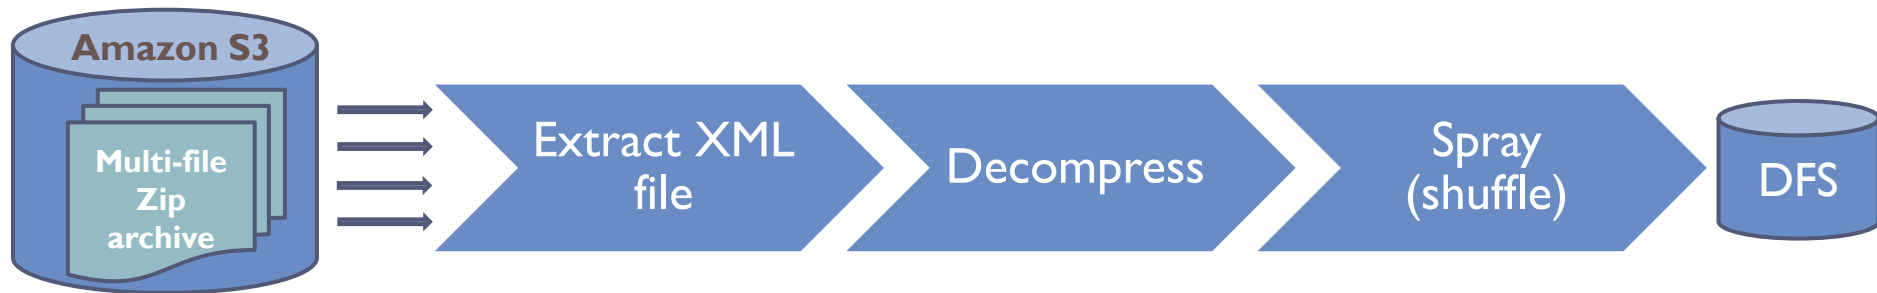 Amazon S3
Multi-file
Zip
archive
Extract XML
file
Decompress
Spray
(shuffle)
DFS